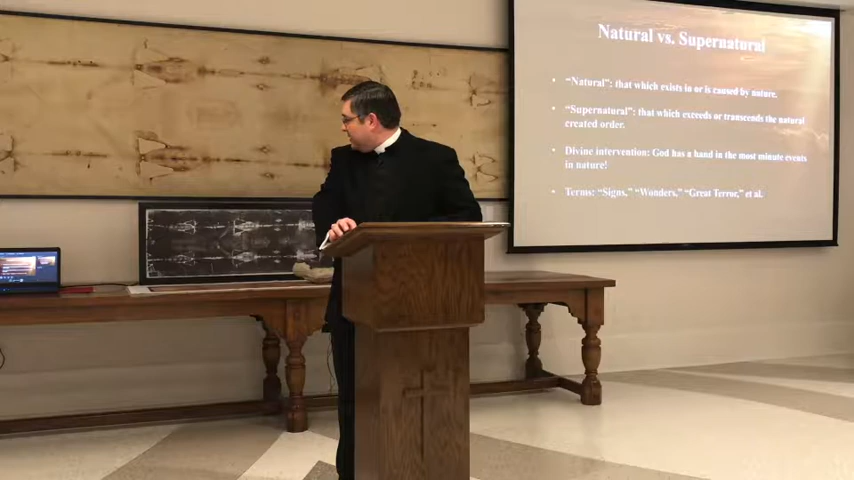 Natural vs. Supernatural
• "Natural": that which exists in or is caused by nature.
• "Supernatural": that which exceeds or transcends the natural
created order.
• Divine intervention: God has a hand in the most minute events
in nature!
• Terms: "Signs," "Wonders," "Great Terror," et al.